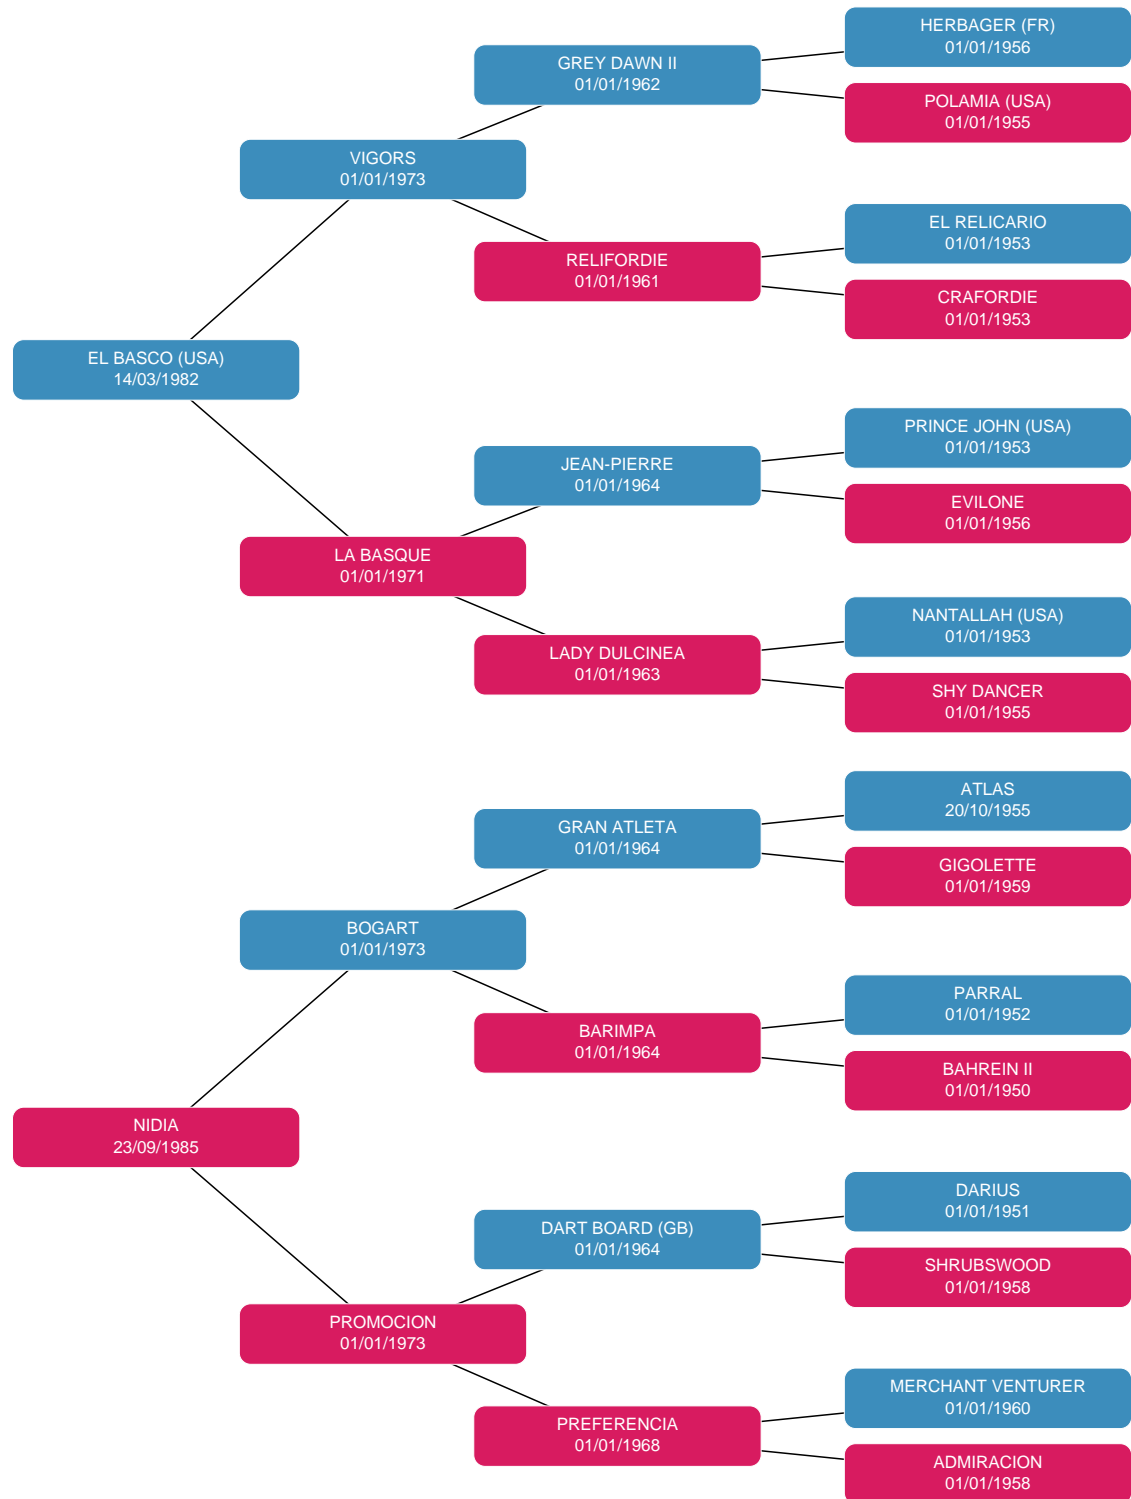 HERBAGER (FR)
01/01/1956
GREY DAWN II
01/01/1962
POLAMIA (USA)
01/01/1955
VIGORS
01/01/1973
EL RELICARIO
01/01/1953
RELIFORDIE
01/01/1961
CRAFORDIE
01/01/1953
EL BASCO (USA)
14/03/1982
PRINCE JOHN (USA)
01/01/1953
JEAN-PIERRE
01/01/1964
EVILONE
01/01/1956
LA BASQUE
01/01/1971
NANTALLAH (USA)
01/01/1953
LADY DULCINEA
01/01/1963
SHY DANCER
01/01/1955
ATLAS
20/10/1955
GRAN ATLETA
01/01/1964
GIGOLETTE
01/01/1959
BOGART
01/01/1973
PARRAL
01/01/1952
BARIMPA
01/01/1964
BAHREIN II
01/01/1950
NIDIA
23/09/1985
DARIUS
01/01/1951
DART BOARD (GB)
01/01/1964
SHRUBSWOOD
01/01/1958
PROMOCION
01/01/1973
MERCHANT VENTURER
01/01/1960
PREFERENCIA
01/01/1968
ADMIRACION
01/01/1958